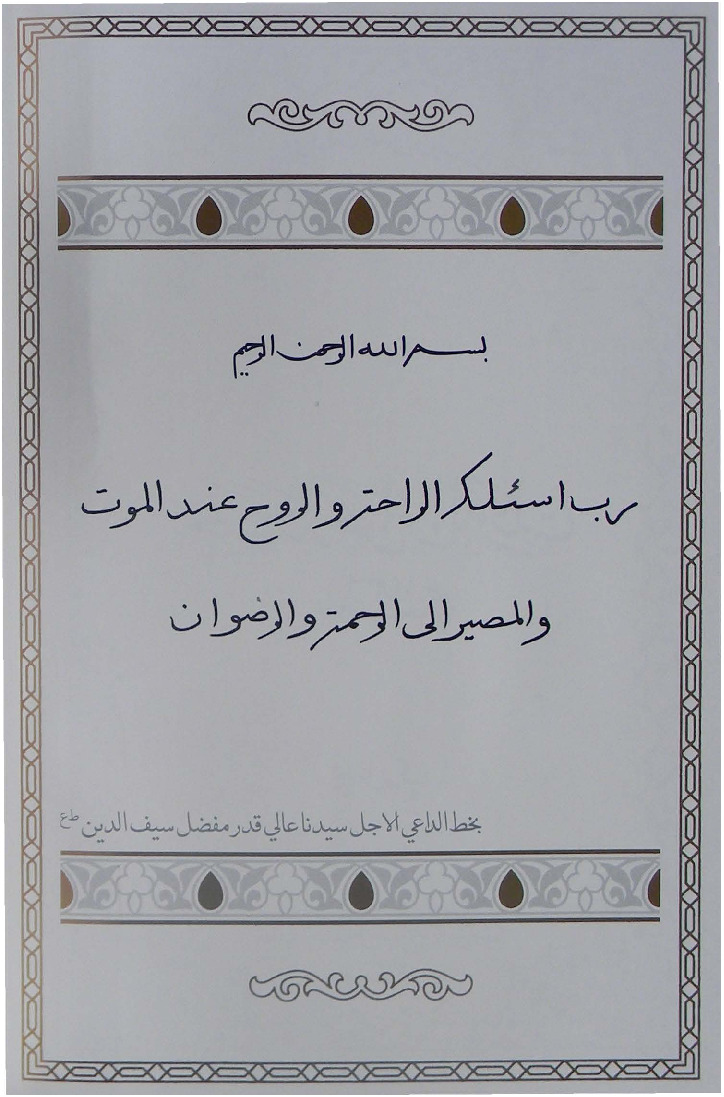 بسم الله الرحمن الرحيم
رب اسئلك الراحة والروح عند الموت
والمصير الى الرحمة والرضوان
بخط الداعي الاجل سيدنا عالي قدر مفضل سيف الدين طع